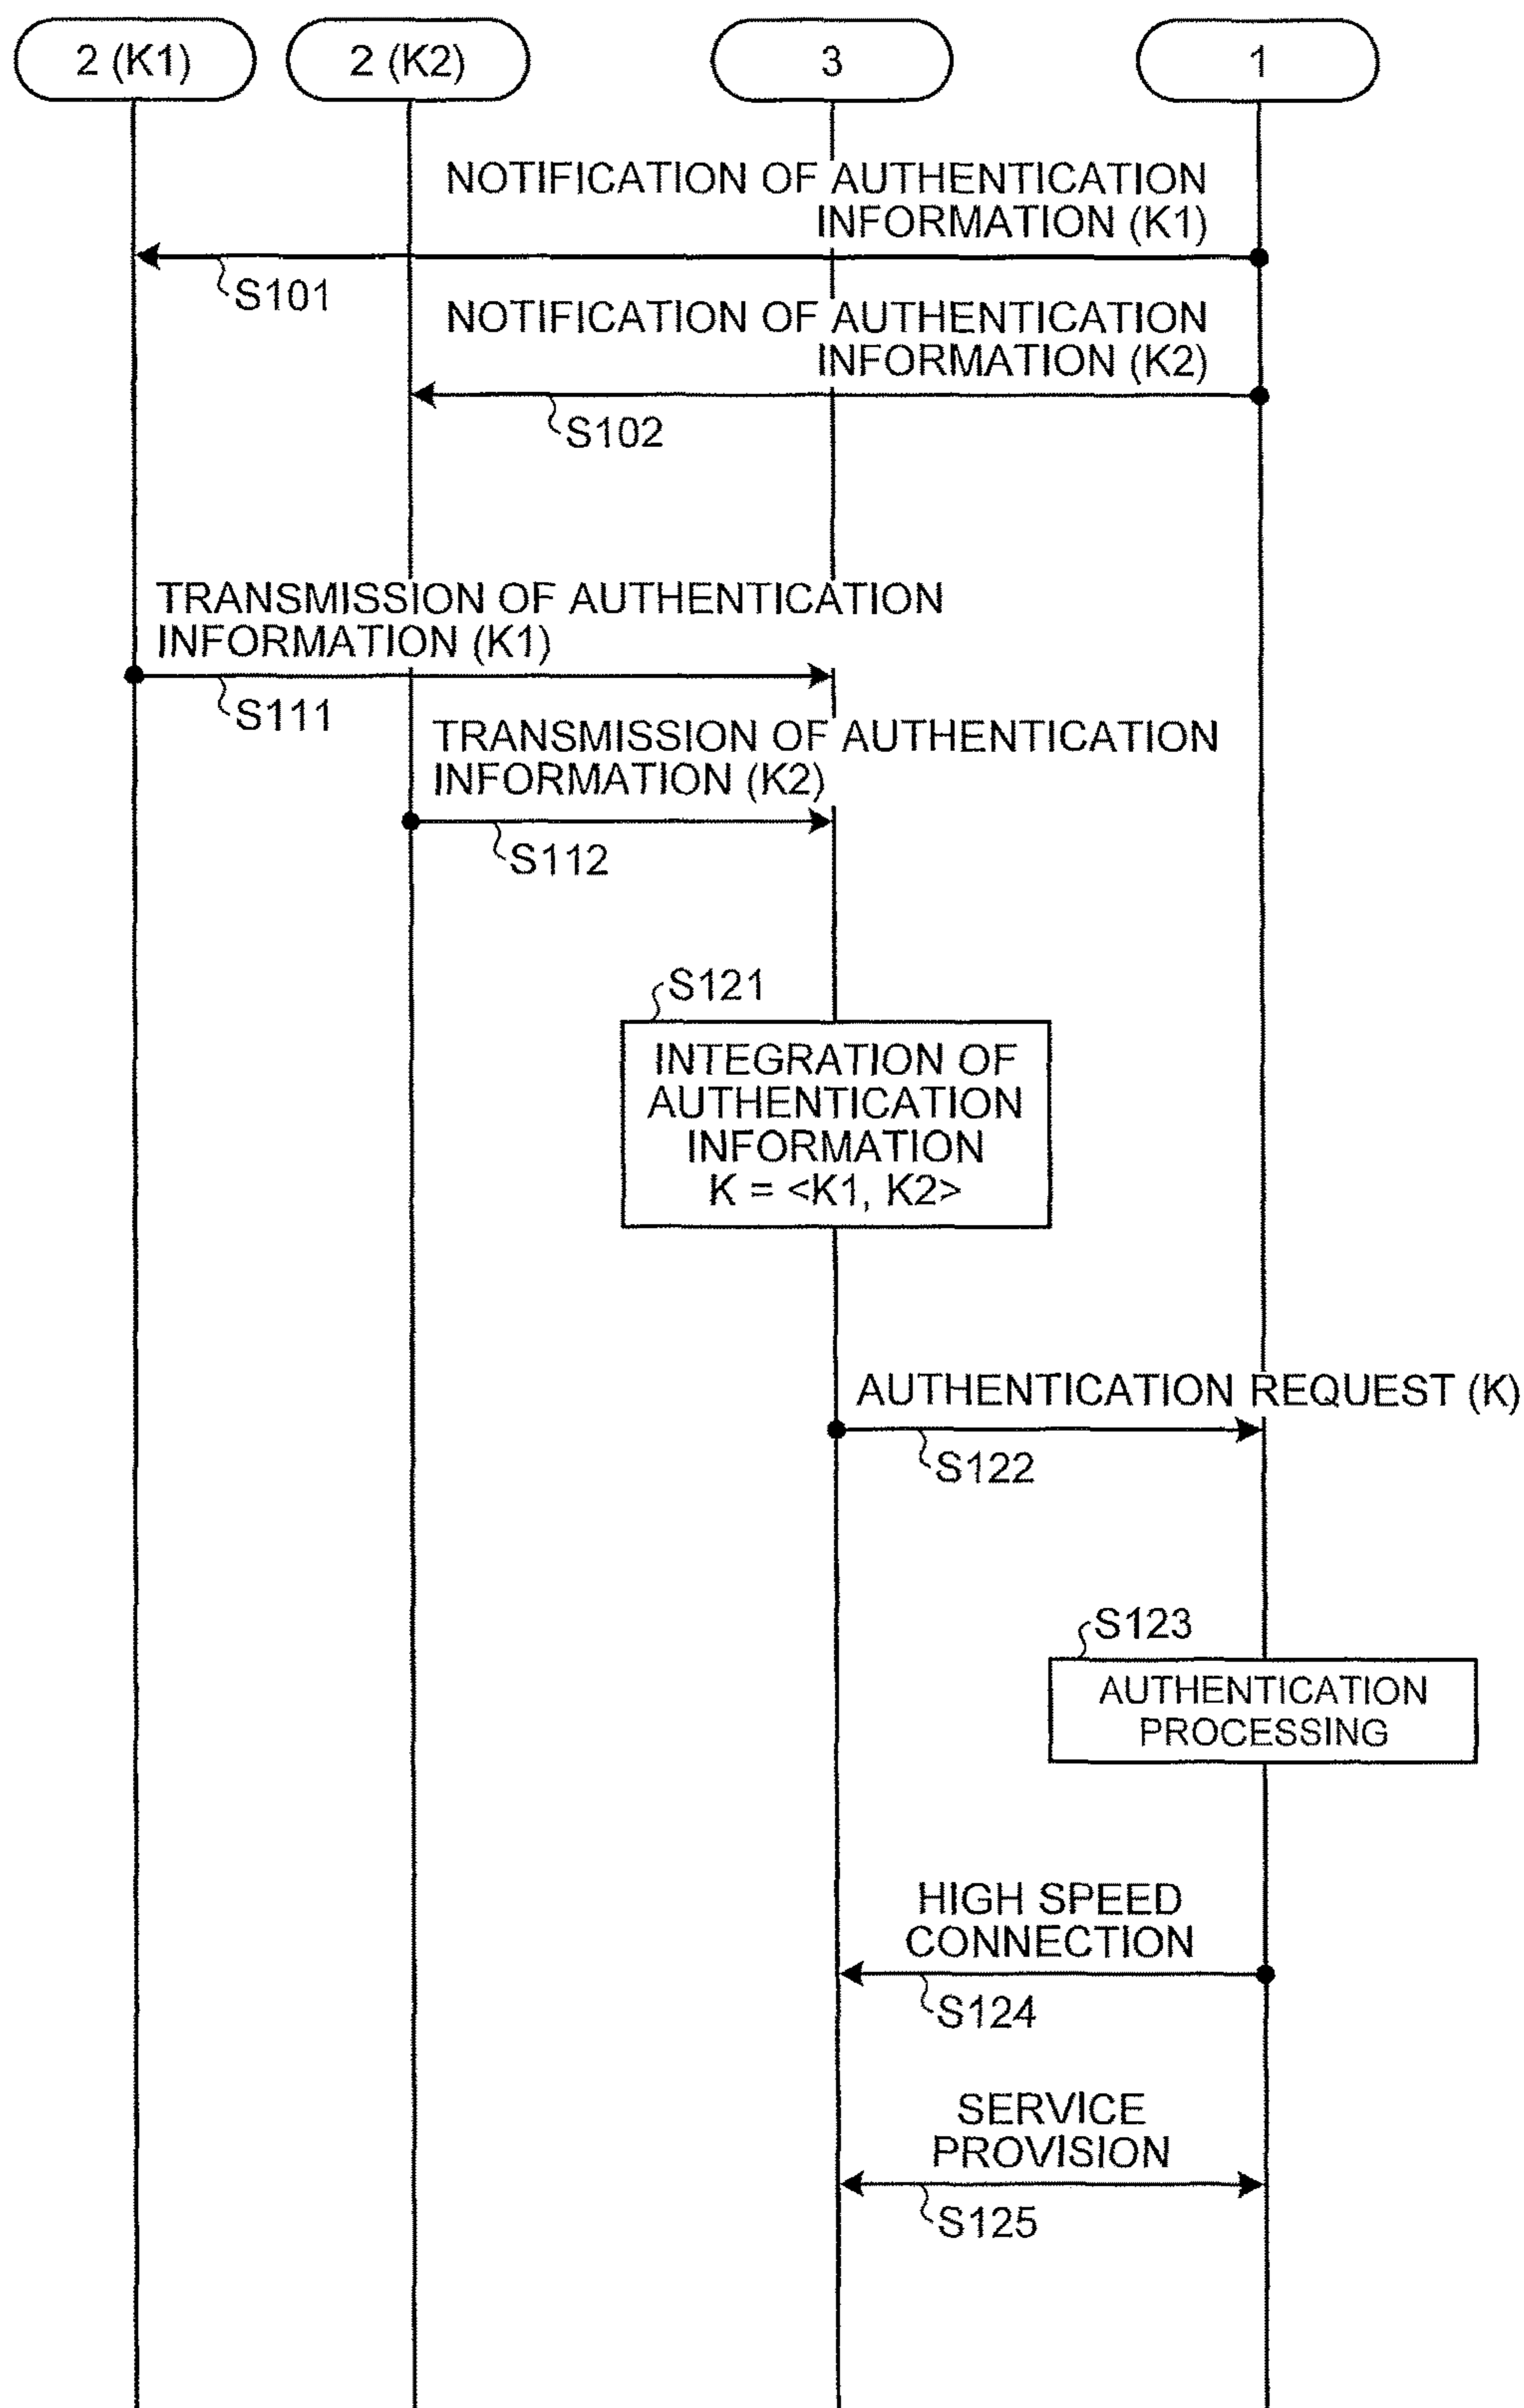 2 (K1)
2 (K2)
3
1
NOTIFICATION OF AUTHENTICATION
INFORMATION (K1)
S101
NOTIFICATION OF AUTHENTICATION
INFORMATION (K2)
S102
TRANSMISSION OF AUTHENTICATION
INFORMATION (K1)
S111
TRANSMISSION OF AUTHENTICATION
INFORMATION (K2)
S112
S121
INTEGRATION OF
AUTHENTICATION
INFORMATION
K = <K1, K2>
AUTHENTICATION REQUEST (K)
S122
S123
AUTHENTICATION
PROCESSING
HIGH SPEED
CONNECTION
S124
SERVICE
PROVISION
S125